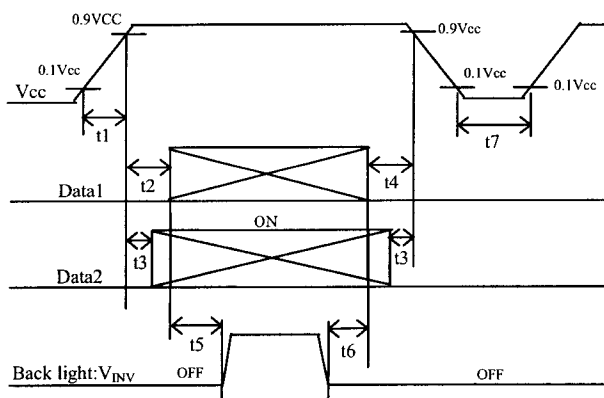 0.9VCC
0.9Vcc
0.1Vcc
0.1Vcc
0.1Vcc
Vcc
t1
t7
t2
t4
Data1
ON
t3
t3
Data2
t5
t6
Back light:VINV
OFF
OFF